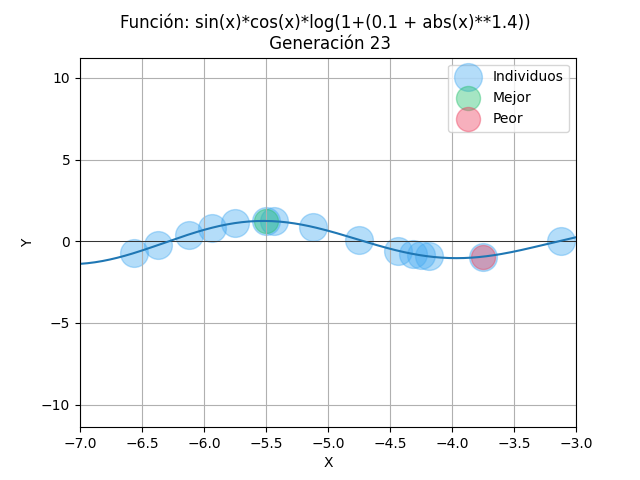 Función: sin(x)*cos(x)*log(1+(0.1 + abs(x)**1.4))
Generación 23
Individuos
Mejor
Peor
10
5
0
−5
−10
Y
−7.0 −6.5 −6.0 −5.5 −5.0 −4.5 −4.0 −3.5 −3.0
X